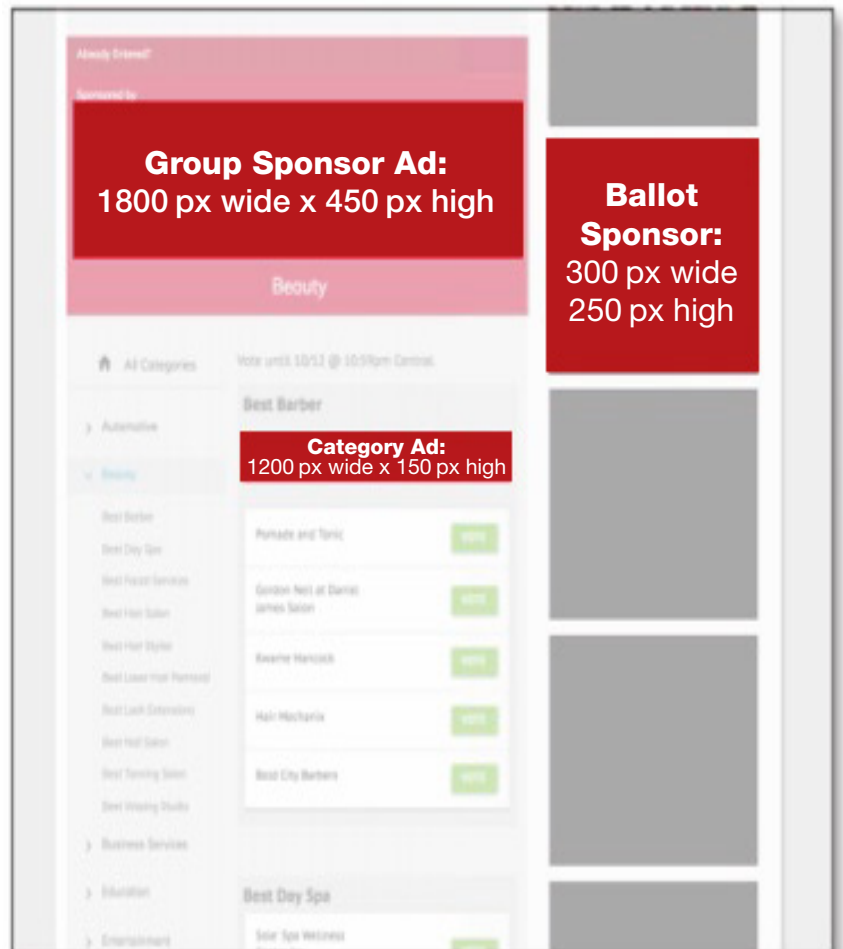 Already Entered?
Sponsored by
Group Sponsor Ad:
1800 px wide x 450 px high
Beauty
Ballot
Sponsor:
300 px wide
250 px high
All Categories
Vote until 10/12 @ 10:59pm Central.
Automotive
Beauty
Best Barber
Best Day Spa
Best Facial Services
Best Hair Salon
Best Hair Stylist
Best Laser Hair Removal
Best Lash Extensions
Best Nail Salon
Best Tanning Salon
Best Waxing Studio
Business Services
Education
Entertainment
Best Barber
Category Ad:
1200 px wide x 150 px high
Pomade and Tonic
VOTE
Gordon Neil at Daniel
James Salon
VOTE
Kwame Hancock
VOTE
Hair Mechanix
VOTE
Best City Barbers
VOTE
Best Day Spa
Solar Spa Wellness